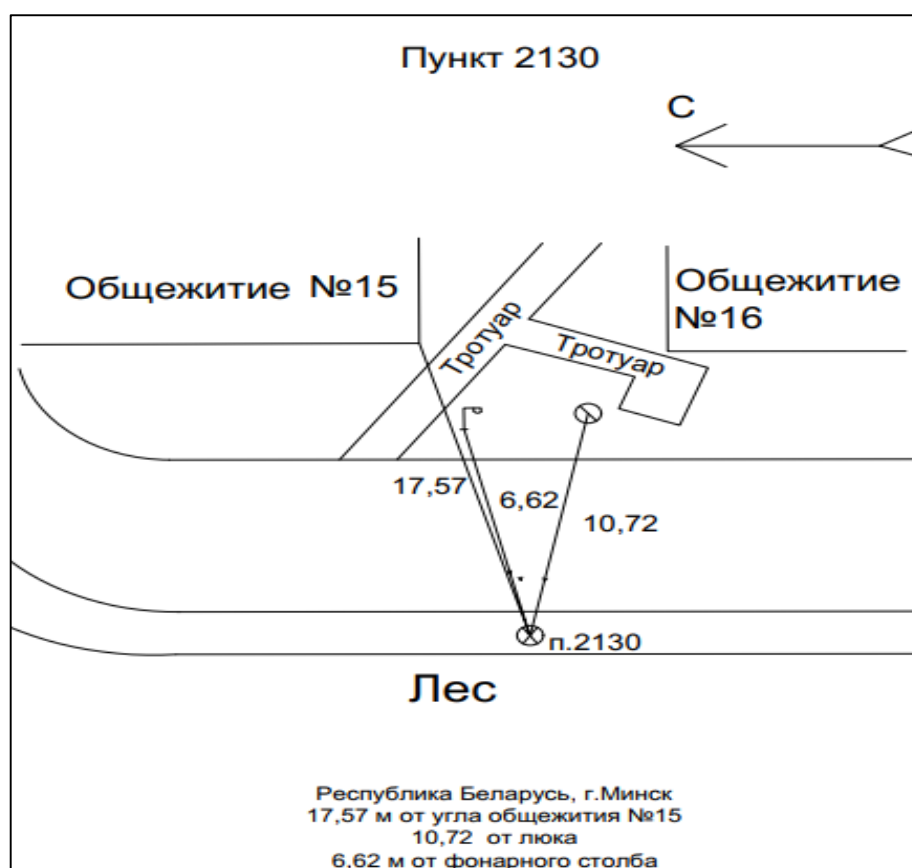 Пункт 2130
С
Общежитие №15
Общежитие
№16
Тротуар
Тротуар
17,57
6,62
10,72
п.2130
Лес
Республика Беларусь, г.Минск
17,57 м от угла общежития №15
10,72 от люка
6,62 м от фонарного столба